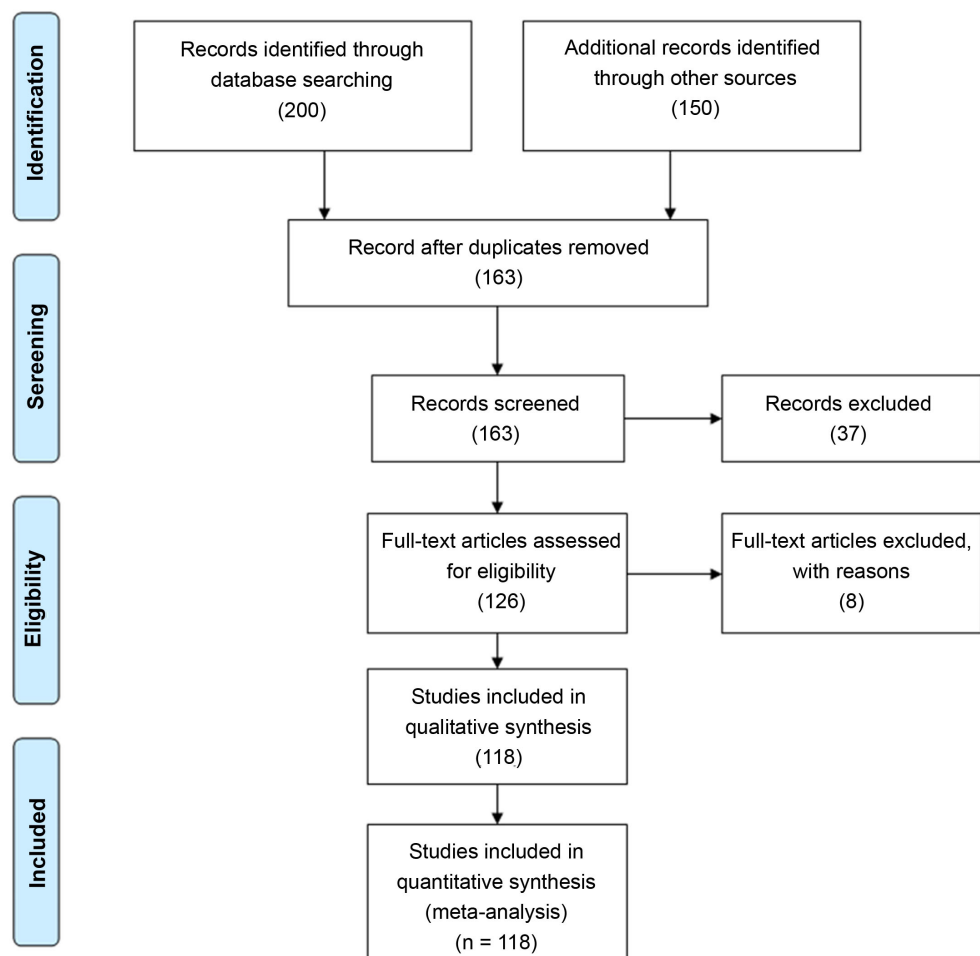 Identification
Records identified through
database searching
(200)
Additional records identified
through other sources
(150)
Record after duplicates removed
(163)
Sereening
Records screened
(163)
Records excluded
(37)
Eligibility
Full-text articles assessed
for eligibility
(126)
Full-text articles excluded,
with reasons
(8)
Studies included in
qualitative synthesis
(118)
Included
Studies included in
quantitative synthesis
(meta-analysis)
(n = 118)